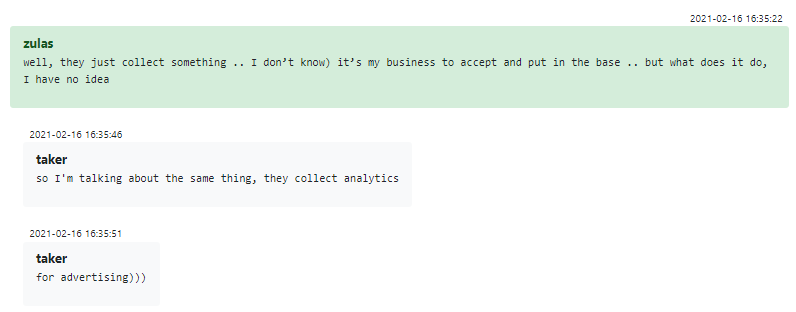 2021-02-16 16:35:22
zulas
well, they just collect something .. I don’t know) it’s my business to accept and put in the base .. but what does it do,
I have no idea
2021-02-16 16:35:46
taker
so I'm talking about the same thing, they collect analytics
2021-02-16 16:35:51
taker
for advertising)))